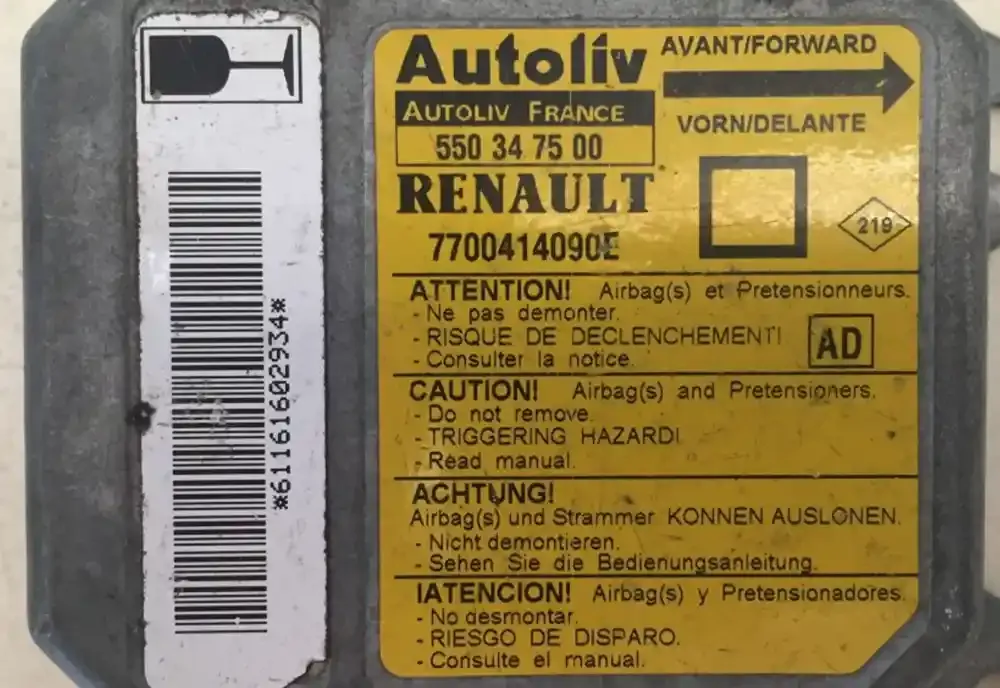 *611616602934*
Autoliv
AVANT/FORWARD
AUTOLIV FRANCE
550 34 75 00
VORN/DELANTE
RENAULT
7700414090E
219
ATTENTION! Airbag(s) et Pretensionneurs.
- Ne pas demonter.
- RISQUE DE DECLENCHEMENT!
- Consulter la notice.
AD
CAUTION! Airbag(s) and Pretensioners.
- Do not remove.
- TRIGGERING HAZARD!
- Read manual.
ACHTUNG!
Airbag(s) und Strammer KONNEN AUSLONEN.
- Nicht demontieren.
- Sehen Sie die Bedienungsanleitung.
!ATENCION! Airbag(s) y Pretensionadores.
- No desmontar.
- RIESGO DE DISPARO.
- Consulte el manual.